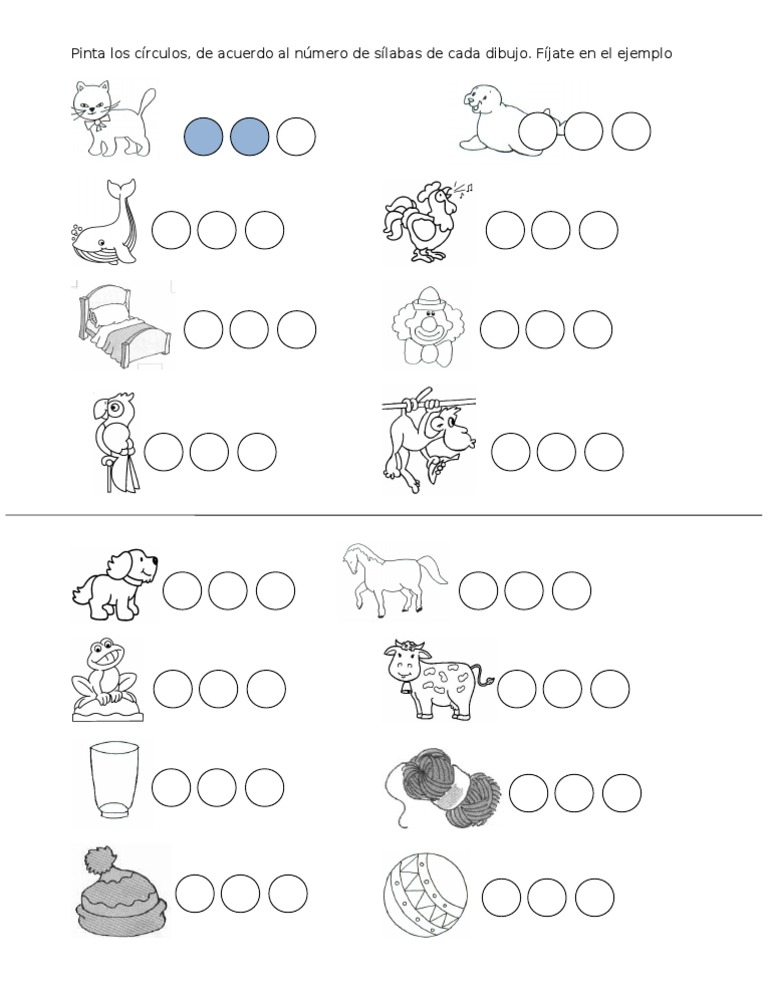 Pinta los círculos, de acuerdo al número de sílabas de cada dibujo. Fíjate en el ejemplo